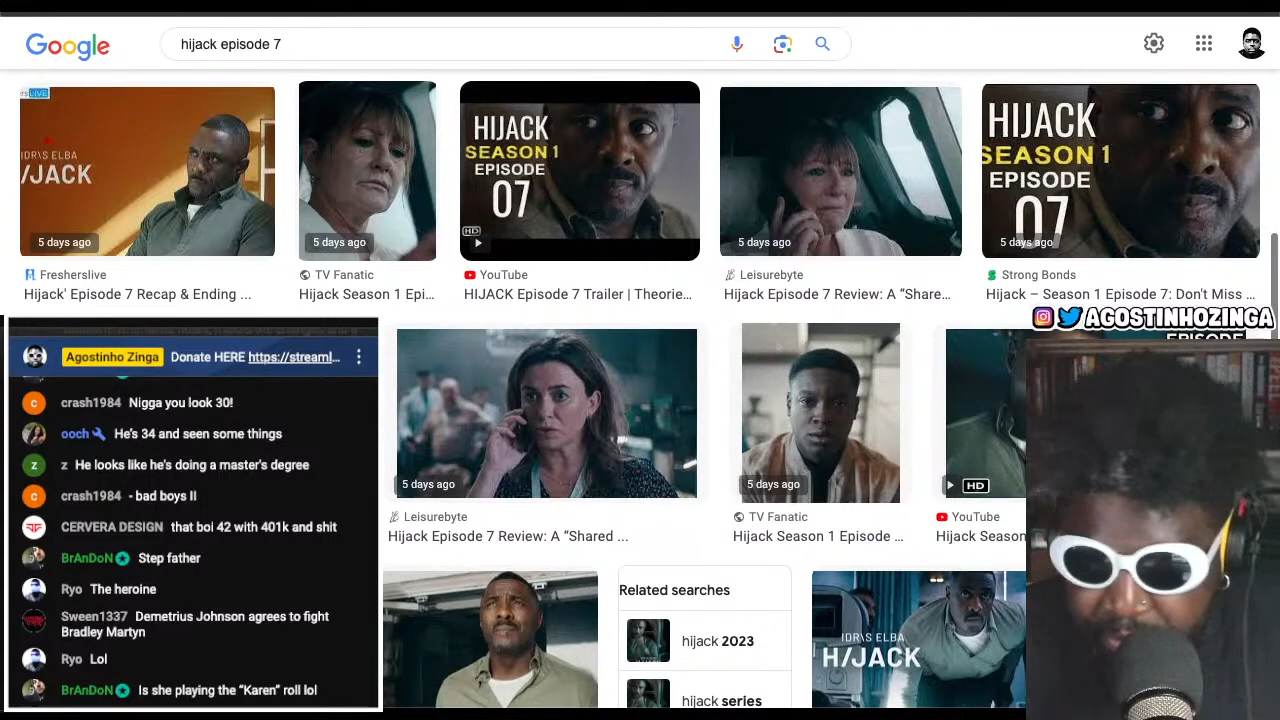 Google
hijack episode 7
LIVE
IDRIS ELBA
H/JACK
5 days ago
5 days ago
HIJACK
SEASON 1
EPISODE
07
HD
5 days ago
HIJACK
SEASON 1
EPISODE
07
5 days ago
Fresherslive
Hijack' Episode 7 Recap & Ending ...
TV Fanatic
Hijack Season 1 Epi...
YouTube
HIJACK Episode 7 Trailer | Theorie...
Leisurebyte
Hijack Episode 7 Review: A “Share...
Strong Bonds
Hijack – Season 1 Episode 7: Don't Miss ...
@AGOSTINHOZINGA
EPISODE
Agostinho Zinga Donate HERE https://streaml...
crash1984 Nigga you look 30!
ooch He's 34 and seen some things
z He looks like he's doing a master's degree
crash1984 - bad boys II
CERVERA DESIGN that boi 42 with 401k and shit
BrAnDoN Step father
Ryo The heroine
Sween1337 Demetrius Johnson agrees to fight
Bradley Martyn
Ryo Lol
BrAnDoN Is she playing the “Karen” roll lol
5 days ago
5 days ago
HD
Leisurebyte
Hijack Episode 7 Review: A “Shared ...
TV Fanatic
Hijack Season 1 Episode ...
YouTube
Hijack Season
Related searches
hijack 2023
hijack series
IDRIS ELBA
H/JACK